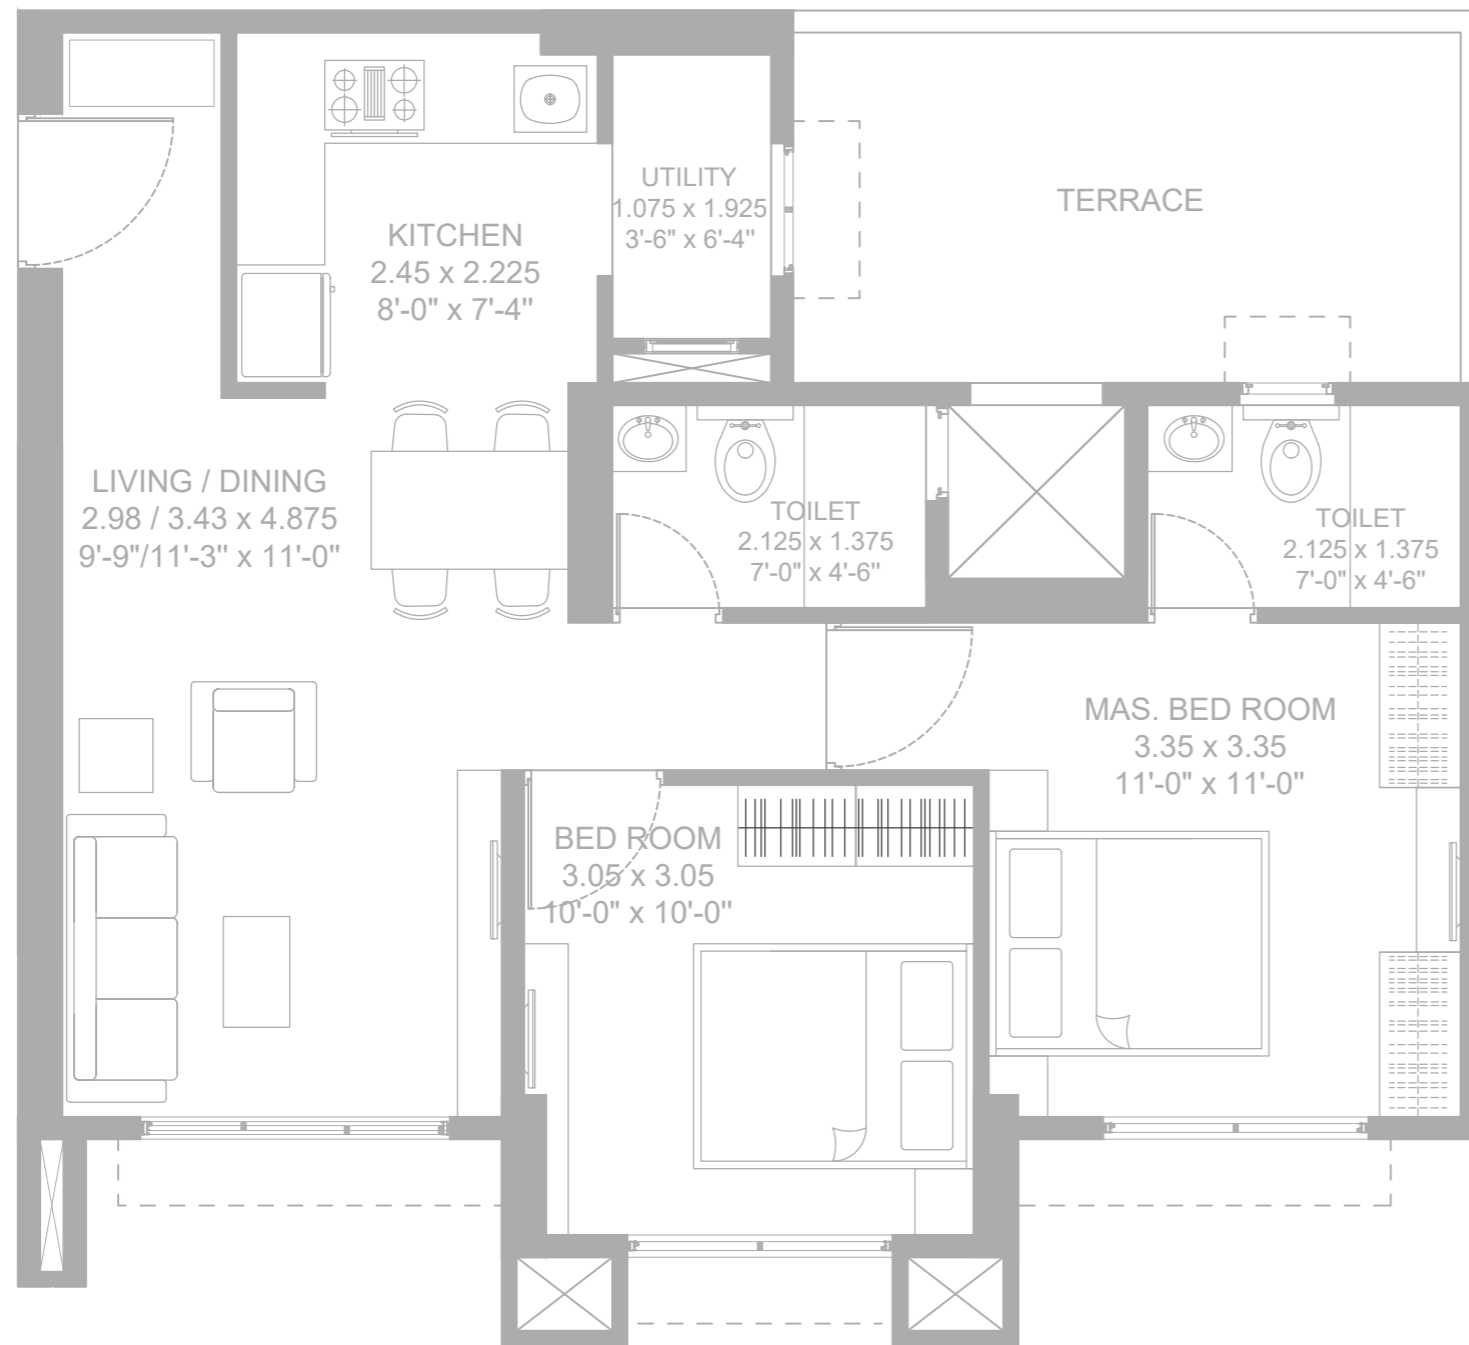 UTILITY
1.075 x 1.925
3'-6" x 6'-4"
TERRACE
KITCHEN
2.45 x 2.225
8'-0" x 7'-4"
LIVING / DINING
2.98 / 3.43 x 4.875
9'-9"/11'-3" x 11'-0"
TOILET
2.125 x 1.375
7'-0" x 4'-6"
TOILET
2.125 x 1.375
7'-0" x 4'-6"
MAS. BED ROOM
3.35 x 3.35
11'-0" x 11'-0"
BED ROOM
3.05 x 3.05
10'-0" x 10'-0"